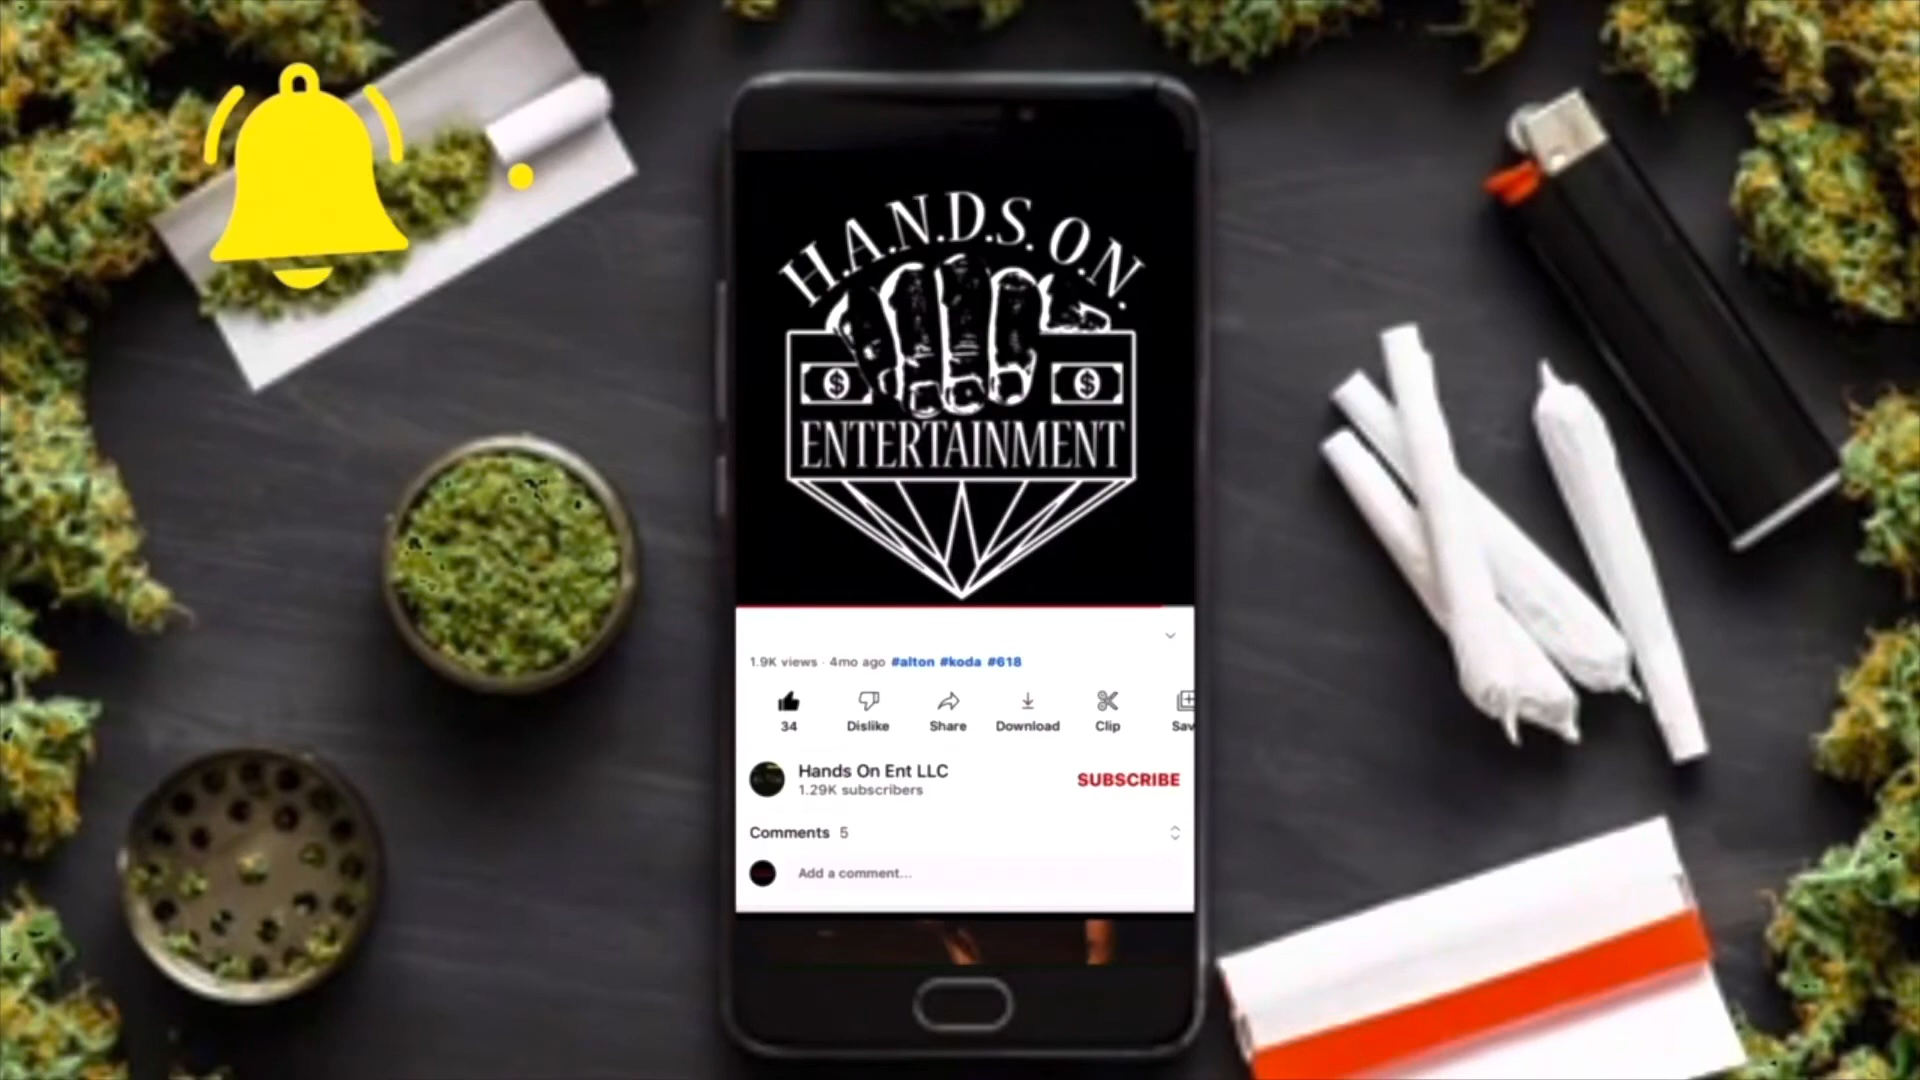 H.A.N.D.S. O.N.
$ $
ENTERTAINMENT
1.9K views · 4mo ago #alton #koda #618
34 Dislike Share Download Clip Sav
Hands On Ent LLC
1.29K subscribers
SUBSCRIBE
Comments 5
Add a comment...